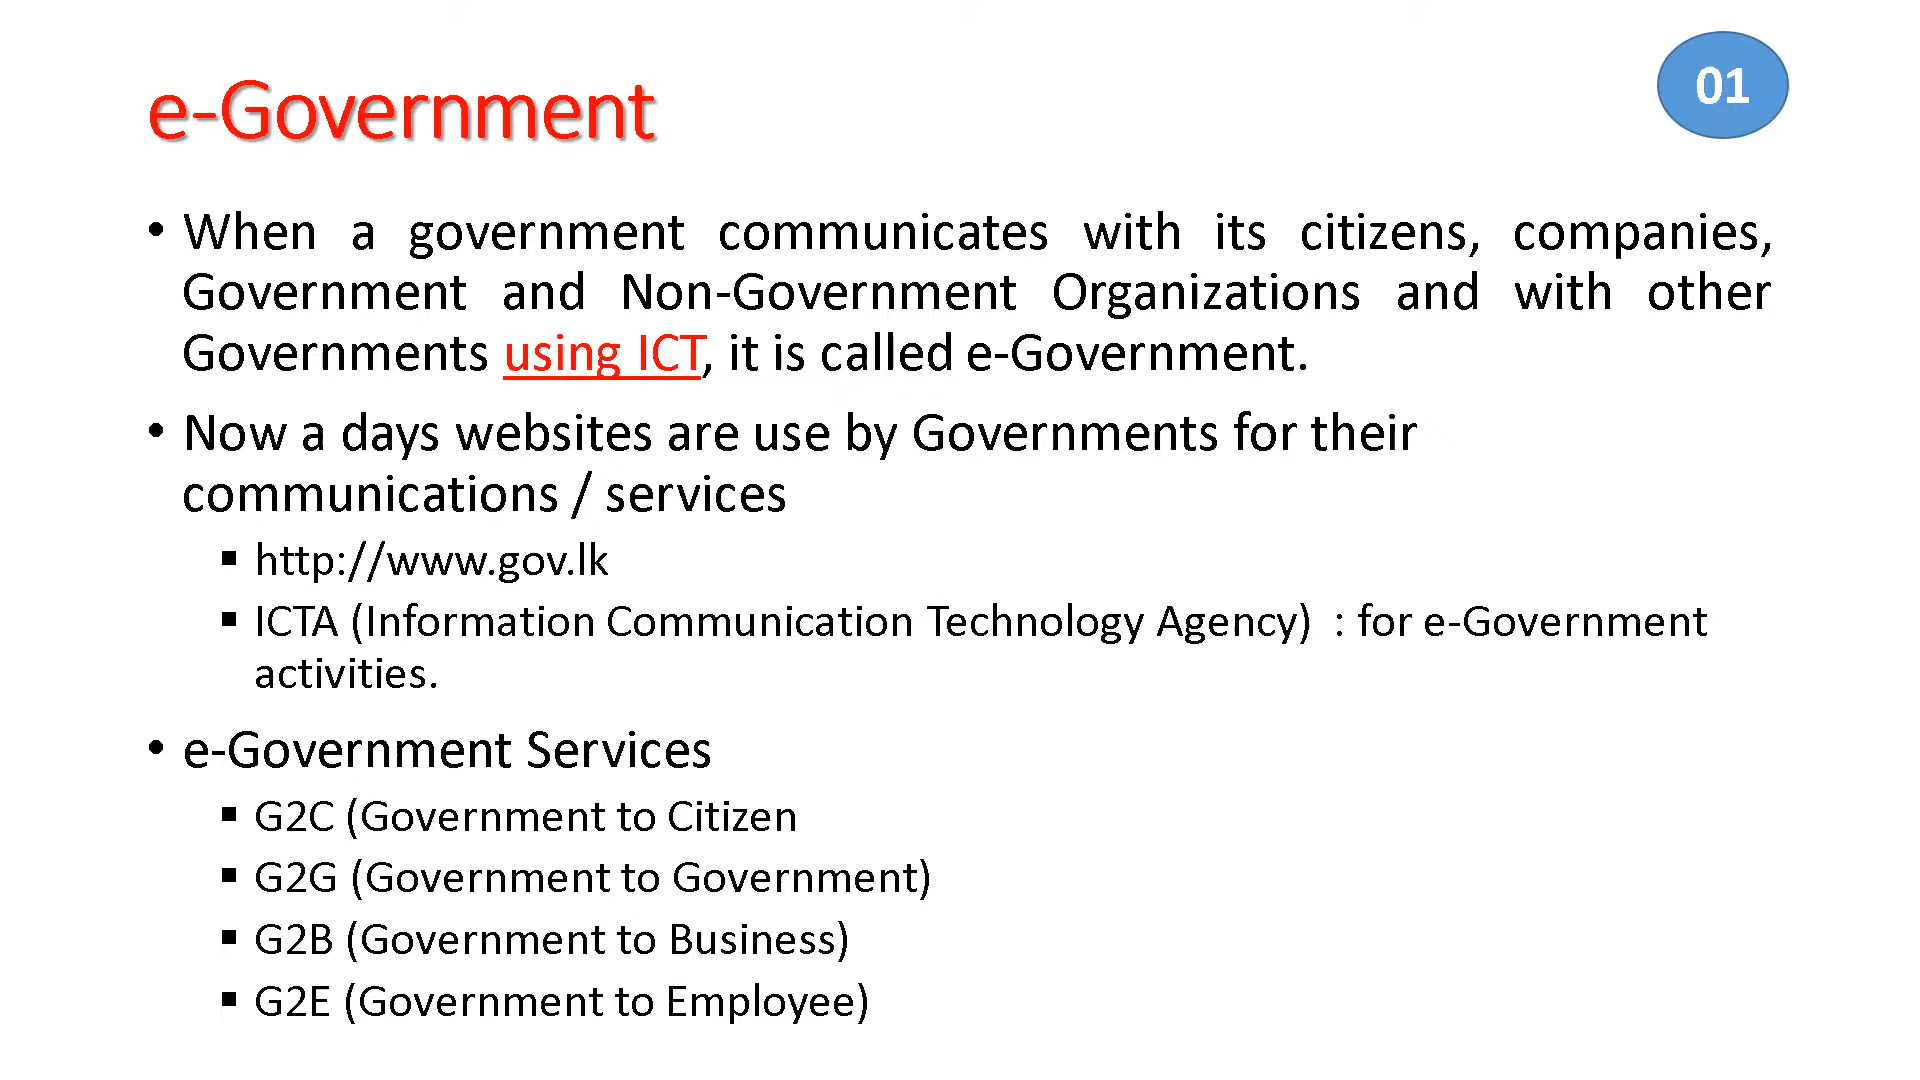 e-Government
01
• When a government communicates with its citizens, companies,
Government and Non-Government Organizations and with other
Governments using ICT, it is called e-Government.
• Now a days websites are use by Governments for their
communications / services
▪ http://www.gov.lk
▪ ICTA (Information Communication Technology Agency)  : for e-Government
activities.
• e-Government Services
▪ G2C (Government to Citizen
▪ G2G (Government to Government)
▪ G2B (Government to Business)
▪ G2E (Government to Employee)